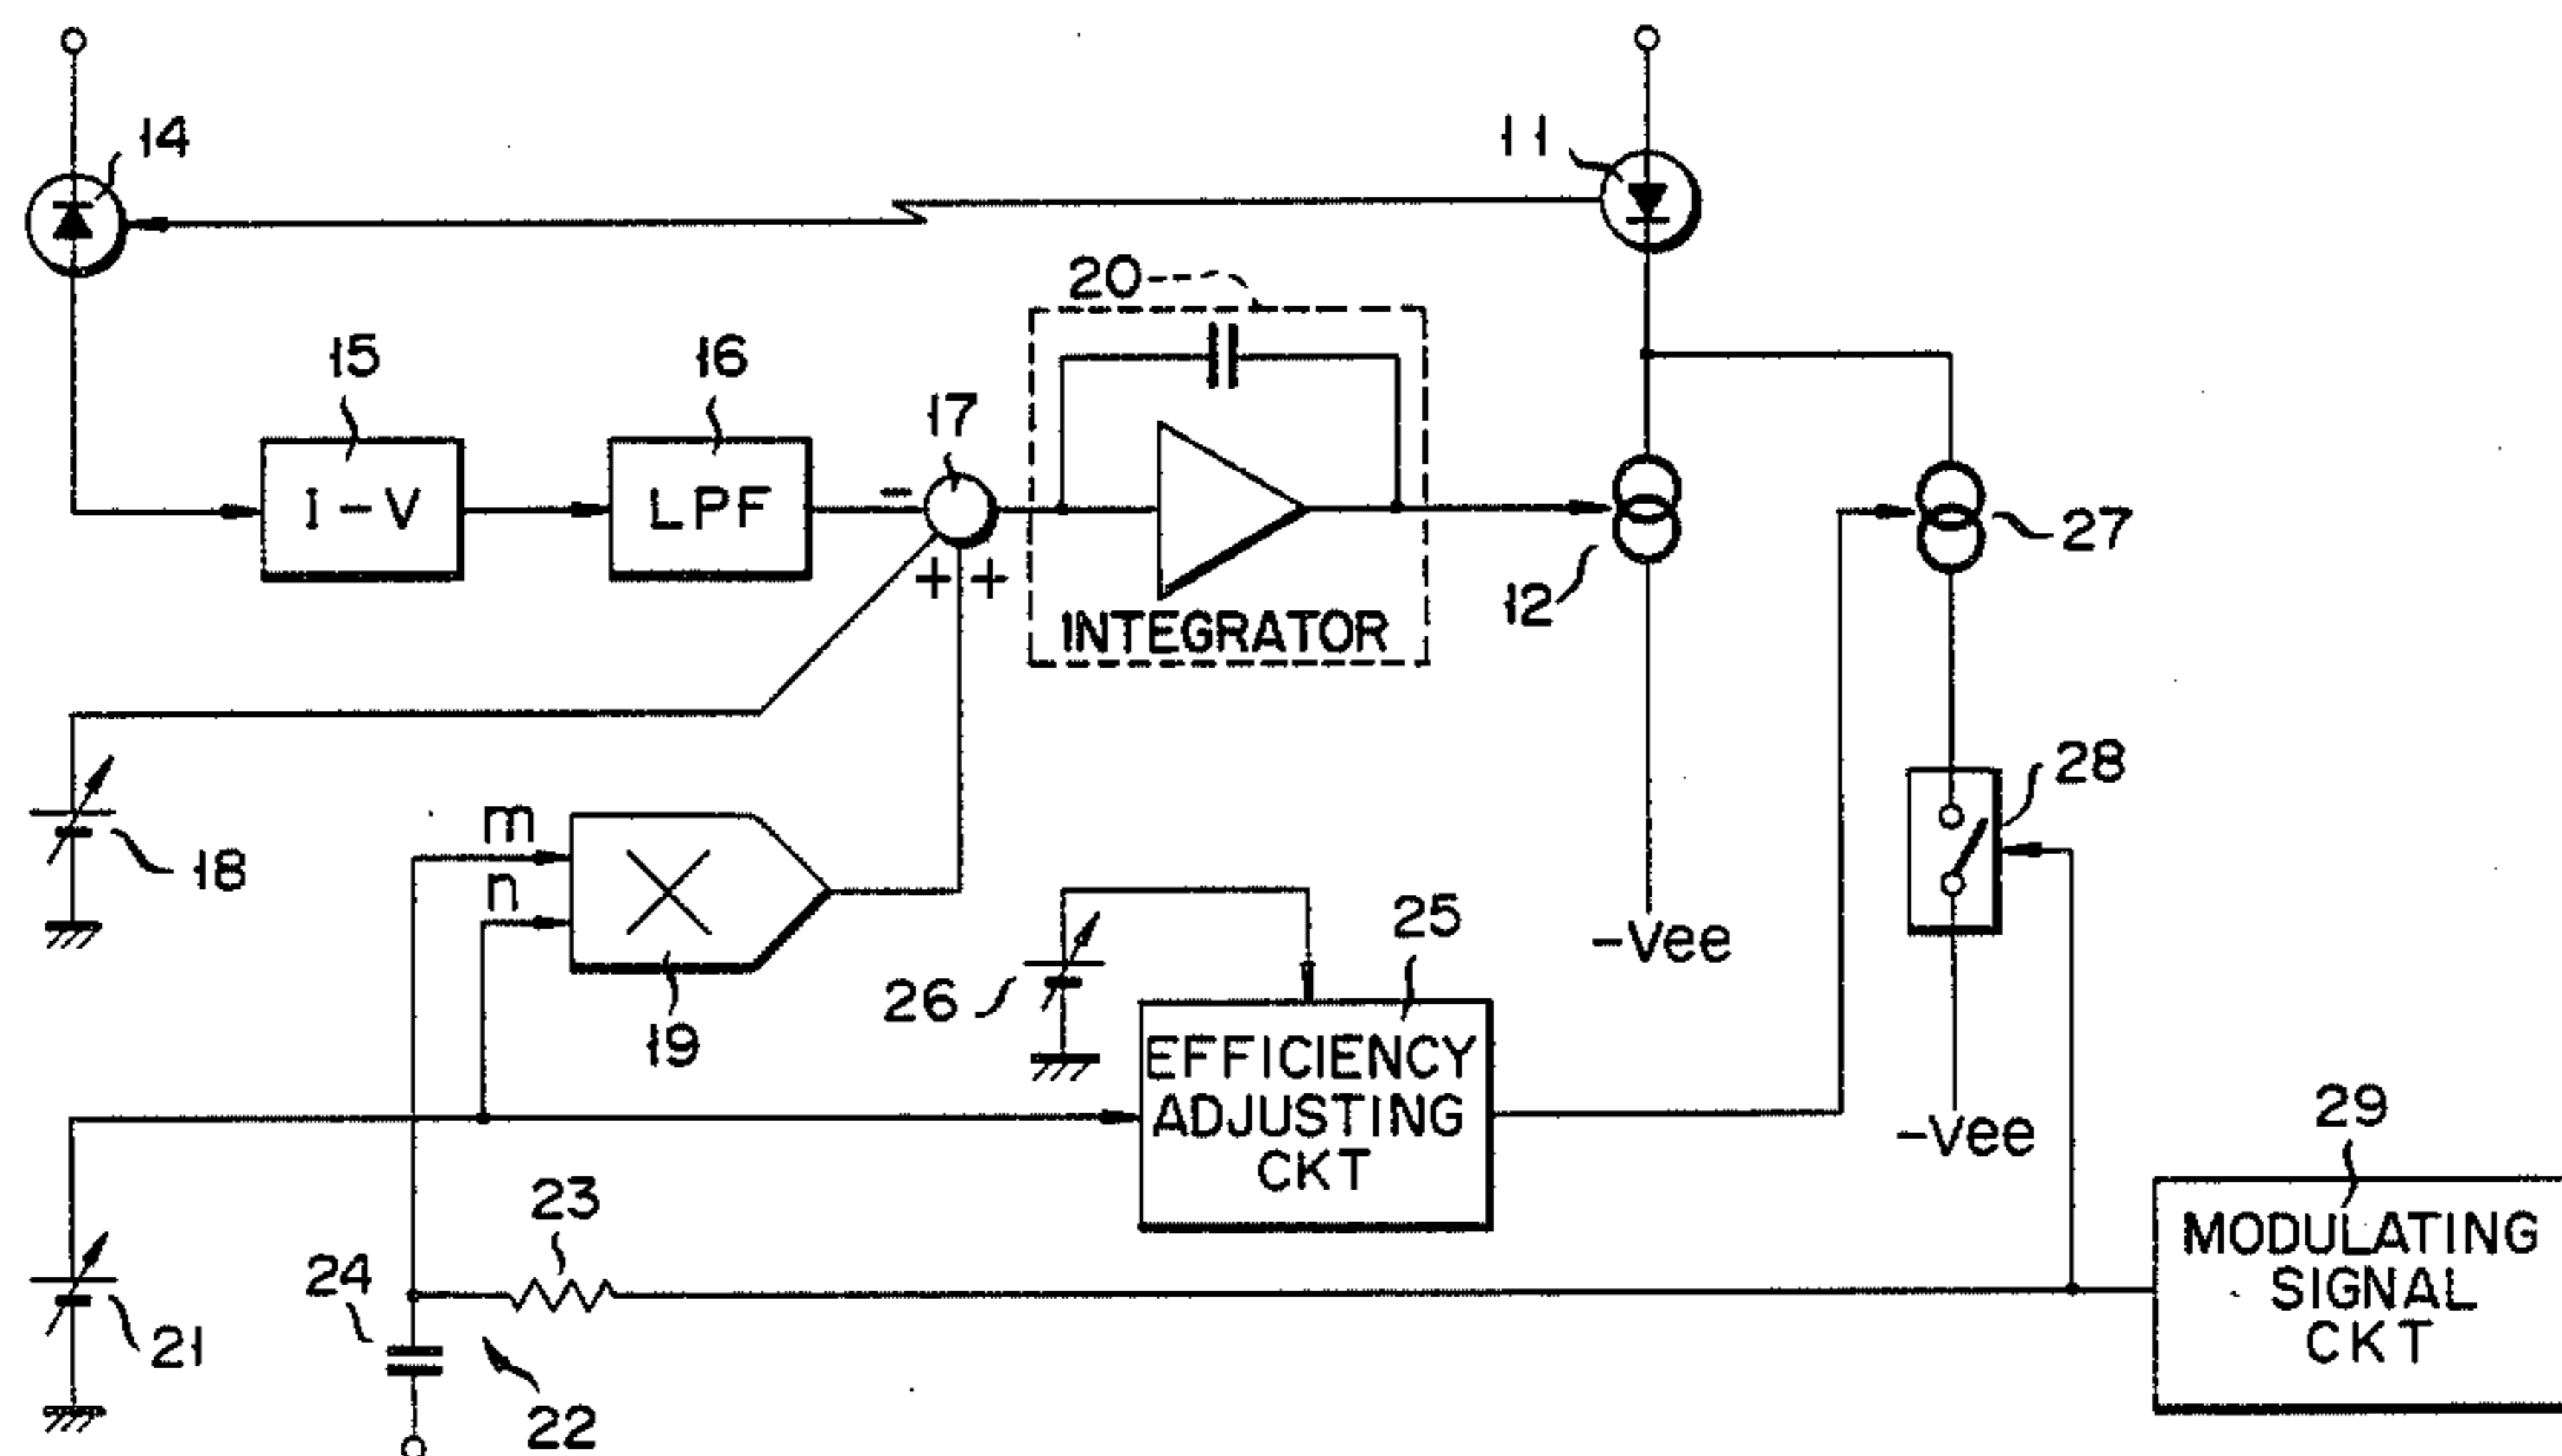 14
11
20
15
16
17
I-V
LPF
-
+ +
INTEGRATOR
12
27
18
m
n
19
28
-Vee
26
25
EFFICIENCY
ADJUSTING
CKT
-Vee
29
MODULATING
SIGNAL
CKT
23
24
21
22